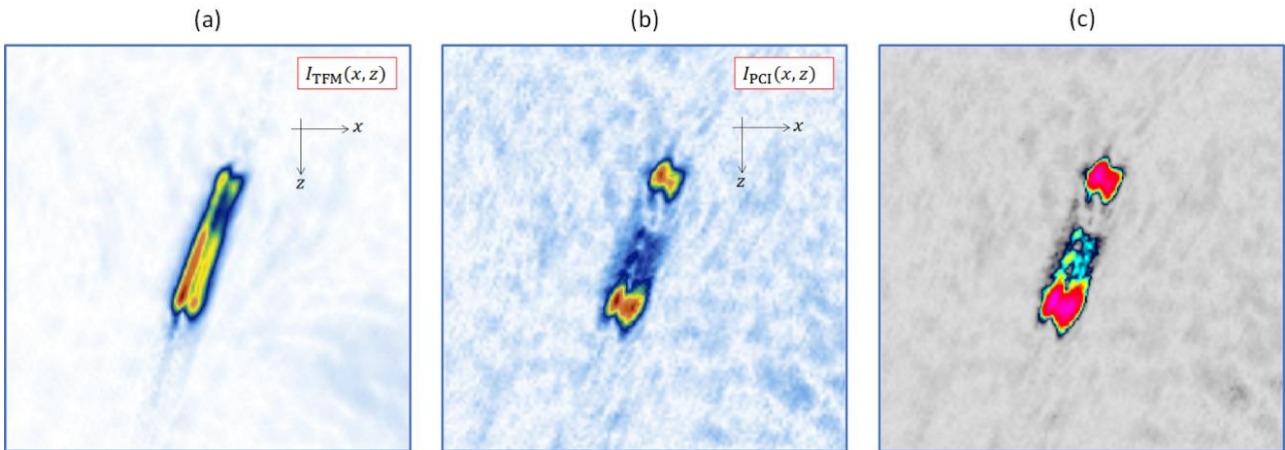 (a)
(b)
(c)
I_TFM(x, z)
x
z
I_PCI(x, z)
x
z